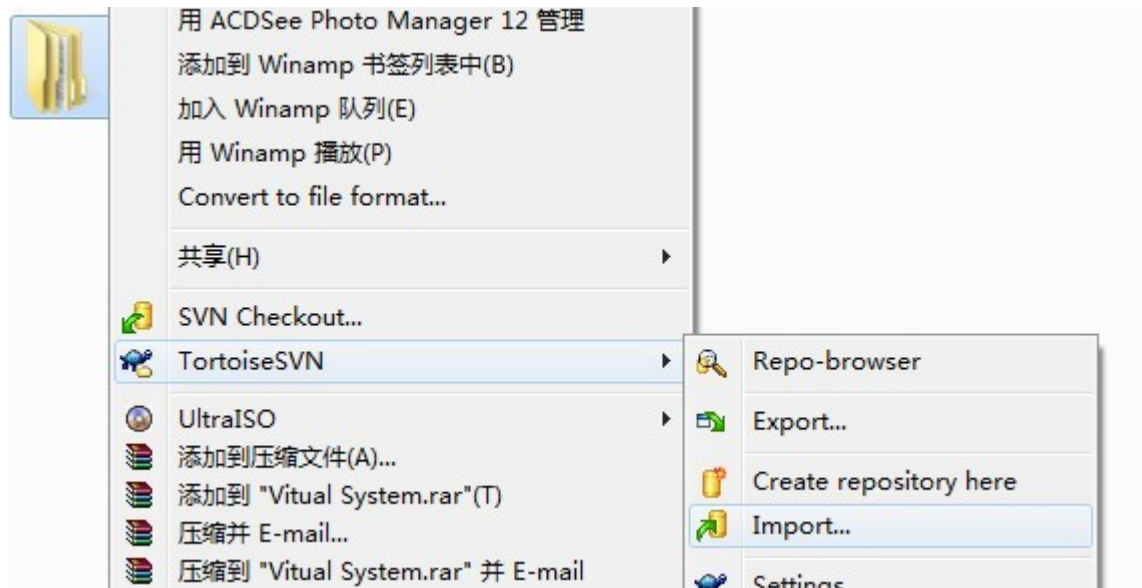 用 ACDSee Photo Manager 12 管理
添加到 Winamp 书签列表中(B)
加入 Winamp 队列(E)
用 Winamp 播放(P)
Convert to file format...
共享(H)
SVN Checkout...
TortoiseSVN
UltraISO
添加到压缩文件(A)...
添加到 "Vitual System.rar"(T)
压缩并 E-mail...
压缩到 "Vitual System.rar" 并 E-mail
Repo-browser
Export...
Create repository here
Import...
Settings